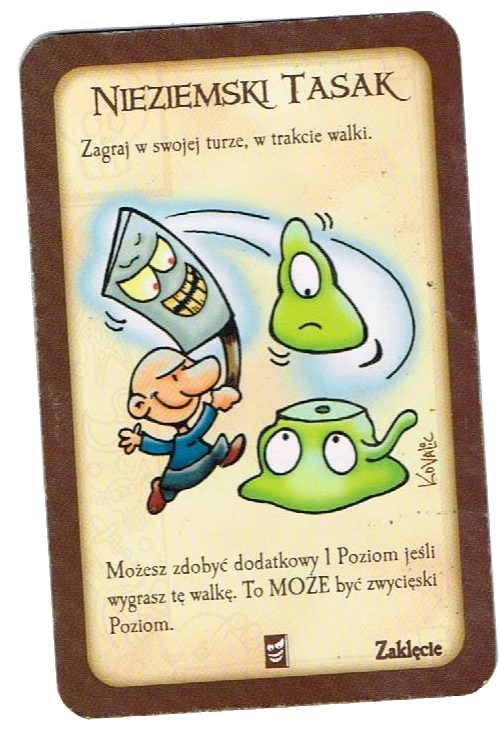 NIEZIEMSKI TASAK
Zagraj w swojej turze, w trakcie walki.
KOVALIC
Możesz zdobyć dodatkowy 1 Poziom jeśli
wygrasz tę walkę. To MOŻE być zwycięski
Poziom.
Zaklęcie